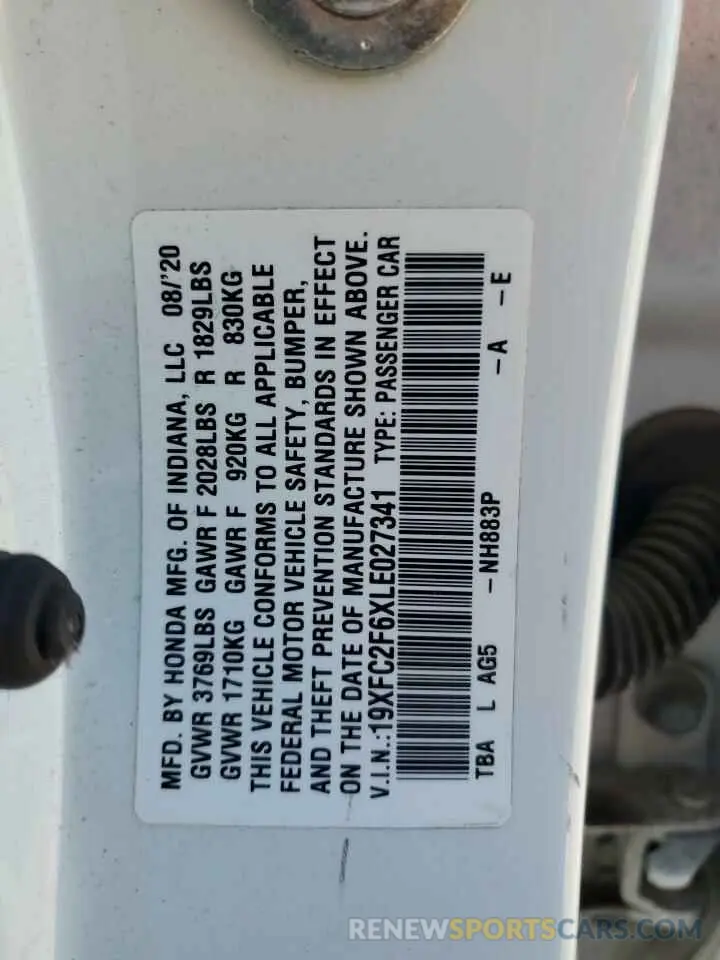 MFD. BY HONDA MFG. OF INDIANA, LLC 08/'20
GVWR 3769LBS GAWR F 2028LBS R 1829LBS
GVWR 1710KG GAWR F 920KG R 830KG
THIS VEHICLE CONFORMS TO ALL APPLICABLE
FEDERAL MOTOR VEHICLE SAFETY, BUMPER,
AND THEFT PREVENTION STANDARDS IN EFFECT
ON THE DATE OF MANUFACTURE SHOWN ABOVE.
V.I.N.:19XFC2F6XLE027341 TYPE: PASSENGER CAR
TBA L AG5 -NH883P -A -E
RENEWSPORTSCARS.COM